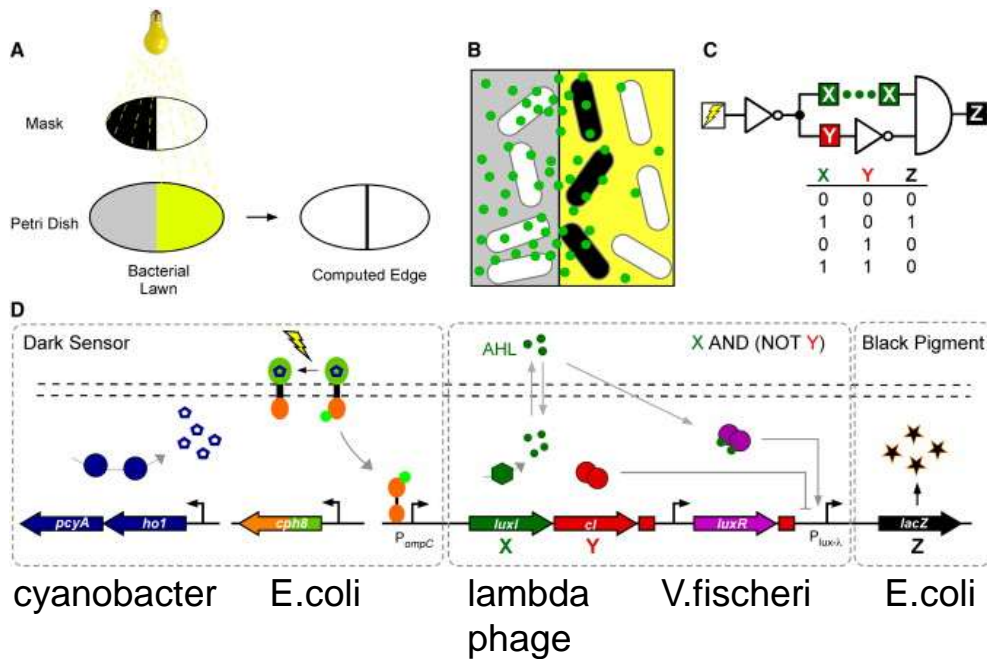 A
Mask
Petri Dish
Bacterial
Lawn
Computed Edge
B
C
X X
Y
Z
X Y Z
0 0 0
1 0 1
0 1 0
1 1 0
D
Dark Sensor
AHL
X AND (NOT Y)
Black Pigment
pcyA ho1 cph8 luxI cI luxR lacZ
PompC
Plux-λ
X Y Z
cyanobacter E.coli lambda V.fischeri E.coli
phage